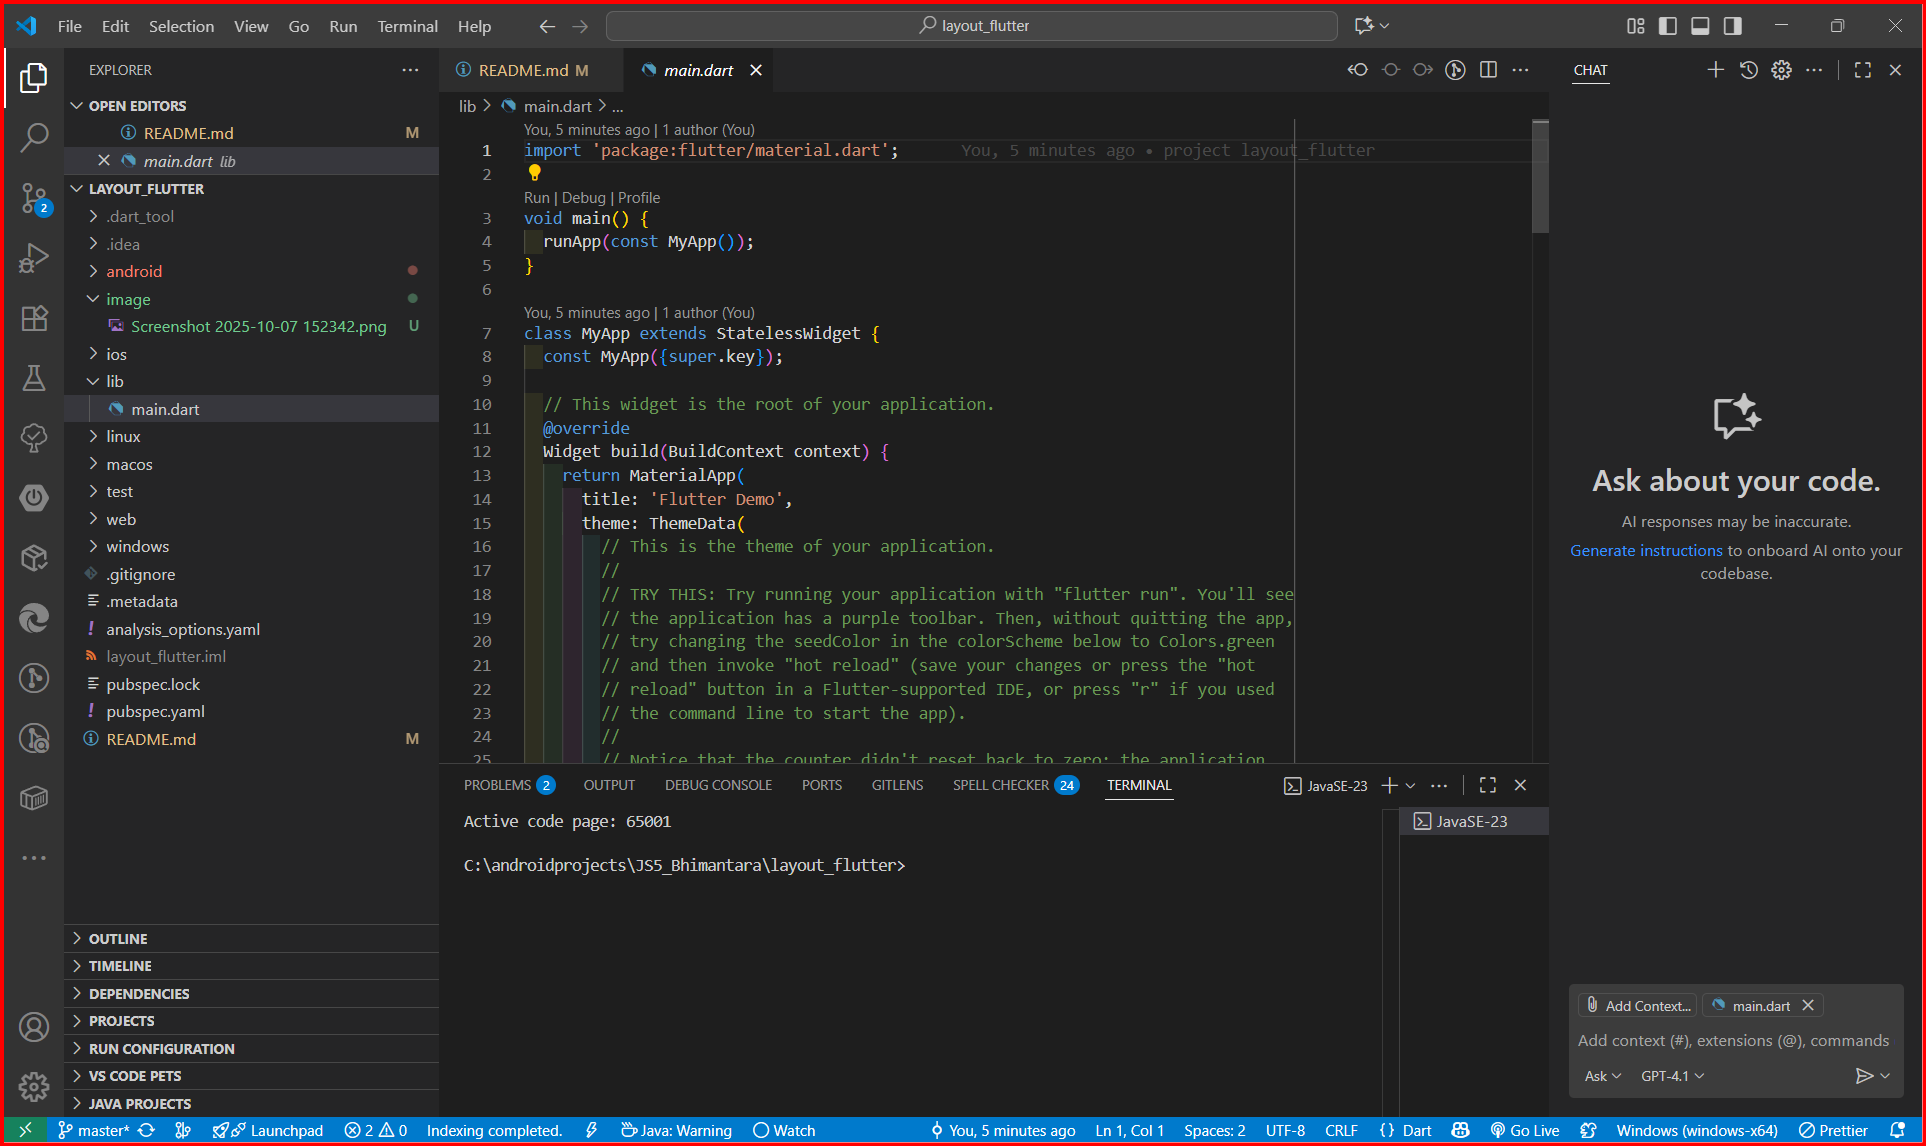 File Edit Selection View Go Run Terminal Help
layout_flutter
EXPLORER
OPEN EDITORS
README.md M
main.dart lib
LAYOUT_FLUTTER
.dart_tool
.idea
android
image
Screenshot 2025-10-07 152342.png U
ios
lib
main.dart
linux
macos
test
web
windows
.gitignore
.metadata
analysis_options.yaml
layout_flutter.iml
pubspec.lock
pubspec.yaml
README.md M
OUTLINE
TIMELINE
DEPENDENCIES
PROJECTS
RUN CONFIGURATION
VS CODE PETS
JAVA PROJECTS
2
README.md M
main.dart
lib > main.dart > ...
You, 5 minutes ago | 1 author (You)
1 import 'package:flutter/material.dart'; You, 5 minutes ago • project layout_flutter
2
Run | Debug | Profile
3 void main() {
4 runApp(const MyApp());
5 }
6
You, 5 minutes ago | 1 author (You)
7 class MyApp extends StatelessWidget {
8 const MyApp({super.key});
9
10 // This widget is the root of your application.
11 @override
12 Widget build(BuildContext context) {
13 return MaterialApp(
14 title: 'Flutter Demo',
15 theme: ThemeData(
16 // This is the theme of your application.
17 //
18 // TRY THIS: Try running your application with "flutter run". You'll see
19 // the application has a purple toolbar. Then, without quitting the app,
20 // try changing the seedColor in the colorScheme below to Colors.green
21 // and then invoke "hot reload" (save your changes or press the "hot
22 // reload" button in a Flutter-supported IDE, or press "r" if you used
23 // the command line to start the app).
24 //
25 // Notice that the counter didn't reset back to zero; the application
PROBLEMS 2 OUTPUT DEBUG CONSOLE PORTS GITLENS SPELL CHECKER 24 TERMINAL
JavaSE-23
Active code page: 65001
C:\androidprojects\JS5_Bhimantara\layout_flutter>
JavaSE-23
CHAT
Ask about your code.
AI responses may be inaccurate.
Generate instructions to onboard AI onto your
codebase.
Add Context...
main.dart
Add context (#), extensions (@), commands
Ask GPT-4.1
master* Launchpad 2 0 Indexing completed. Java: Warning Watch You, 5 minutes ago Ln 1, Col 1 Spaces: 2 UTF-8 CRLF {} Dart Go Live Windows (windows-x64) Prettier